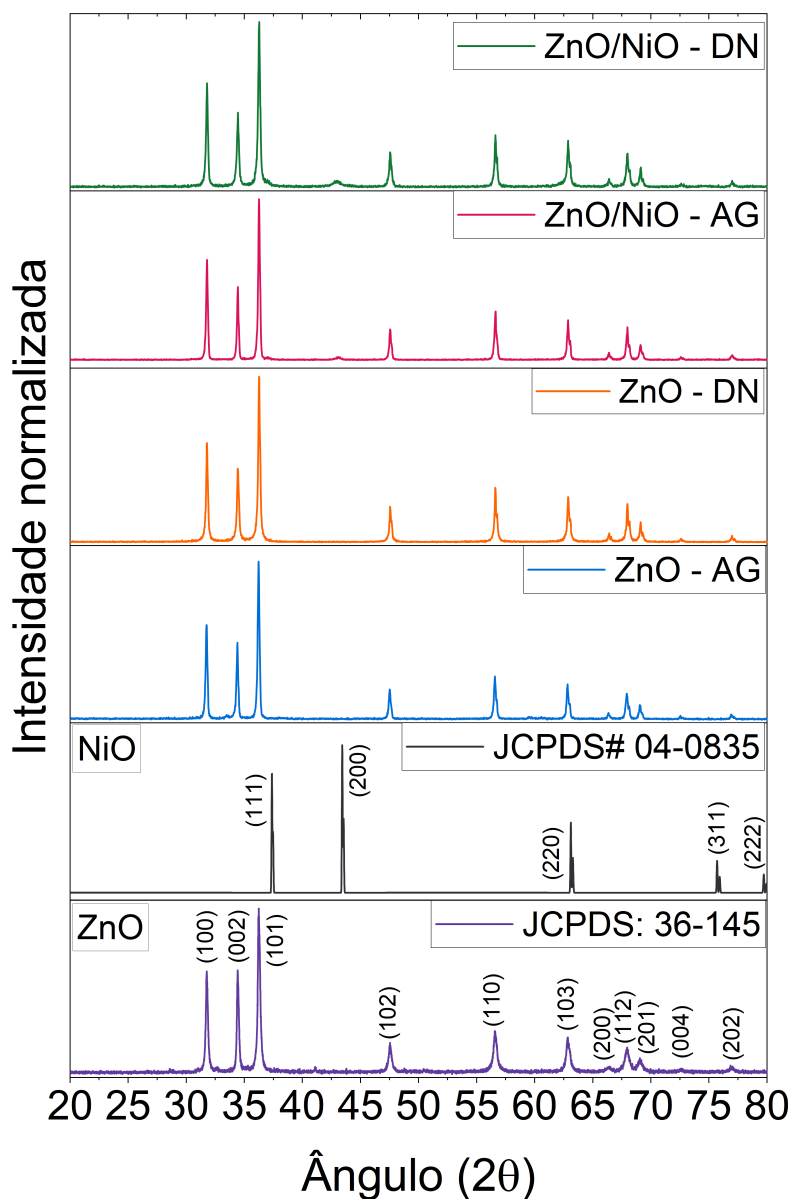 Intensidade normalizada
ZnO/NiO - DN
ZnO/NiO - AG
ZnO - DN
ZnO - AG
NiO
JCPDS# 04-0835
(111)
(200)
(220)
(311)
(222)
ZnO
JCPDS: 36-145
(100)
(002)
(101)
(102)
(110)
(103)
(200)
(112)
(201)
(004)
(202)
20 25 30 35 40 45 50 55 60 65 70 75 80
Ângulo (2θ)